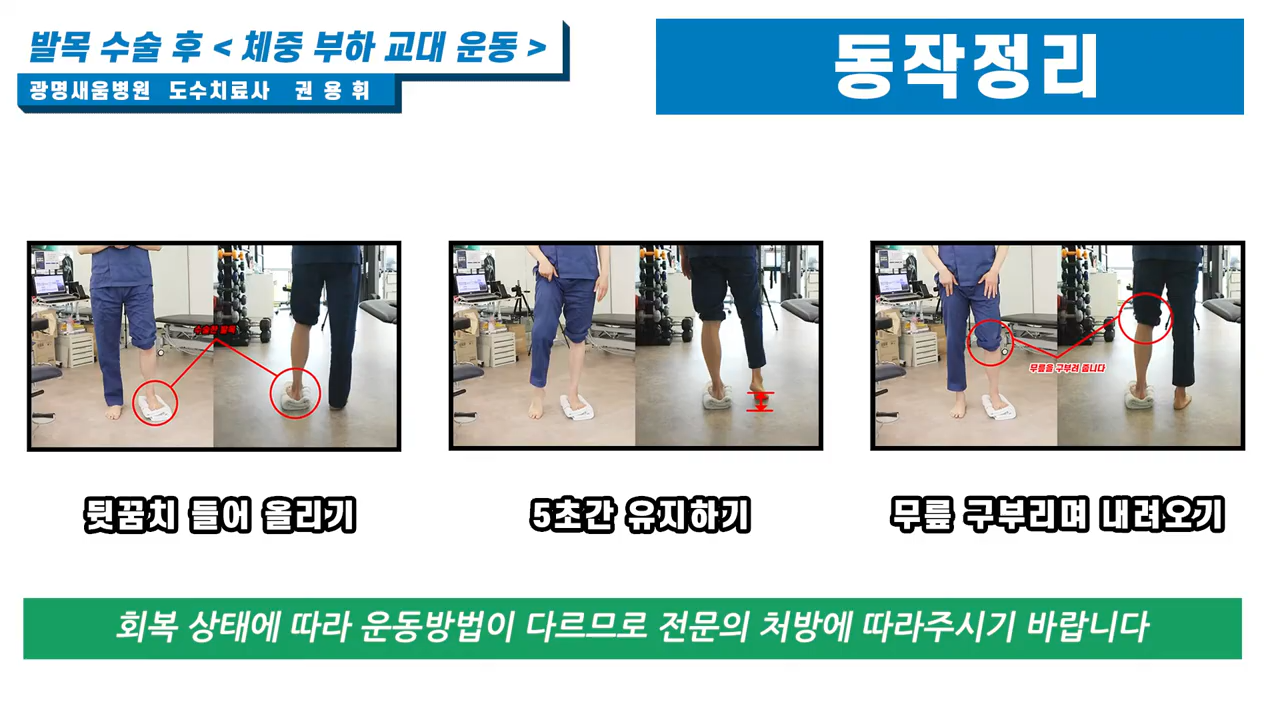 발목 수술 후 < 체중 부하 교대 운동 >
광명새움병원 도수치료사 권용휘
동작정리
수술한 발목
무릎을 구부려 줍니다
뒷꿈치 들어 올리기
5초간 유지하기
무릎 구부리며 내려오기
회복 상태에 따라 운동방법이 다르므로 전문의 처방에 따라주시기 바랍니다